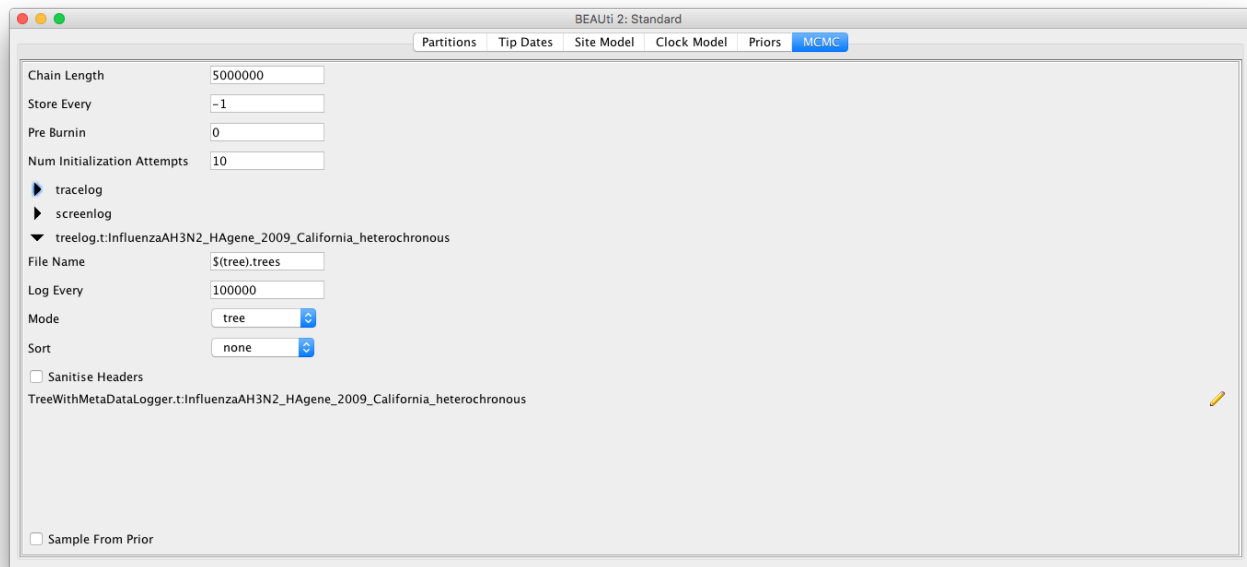 BEAUti 2: Standard
Partitions Tip Dates Site Model Clock Model Priors MCMC
Chain Length 5000000
Store Every -1
Pre Burnin 0
Num Initialization Attempts 10
tracelog
screenlog
treelog.t:InfluenzaAH3N2_HAgene_2009_California_heterochronous
File Name $(tree).trees
Log Every 100000
Mode tree
Sort none
Sanitise Headers
TreeWithMetaDataLogger.t:InfluenzaAH3N2_HAgene_2009_California_heterochronous
Sample From Prior